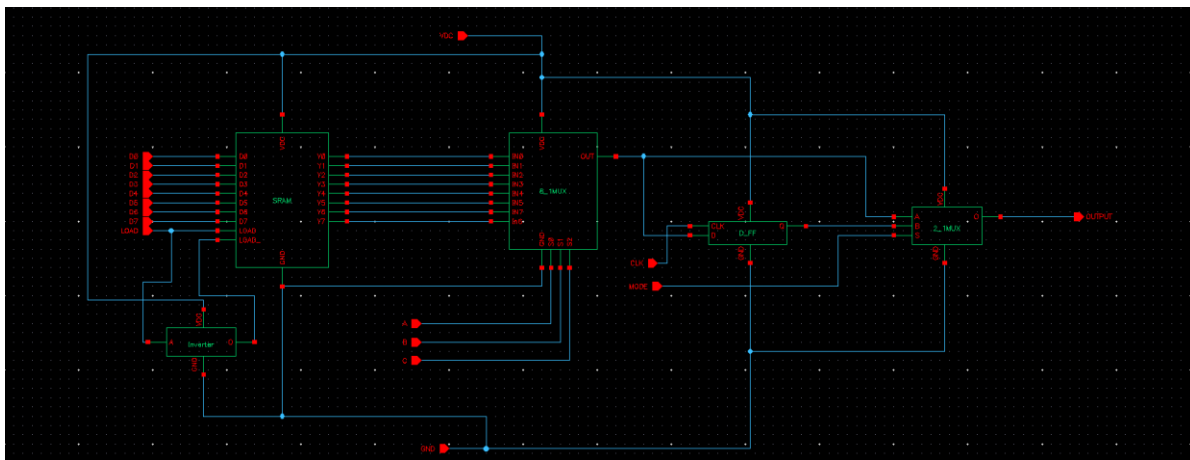 VDD
VDD
VDD
D0 D0 Y0 IN0 OUT
D1 D1 Y1 IN1
D2 D2 Y2 IN5
D3 D3 Y3 IN3
D4 D4 Y4 IN4
D5 D5 Y5 IN5
D6 D6 Y6 IN7
D7 D7 Y7
LOAD LOAD
LOAD_
SRAM
8_1MUX
GND
GND S0 S1 S2
VDD
CLK
D
D_FF
Q
GND
VDD
A
B
S
2_1MUX
O
GND
OUTPUT
CLK
MODE
A
B
C
VDD
A Inverter O
GND
GND